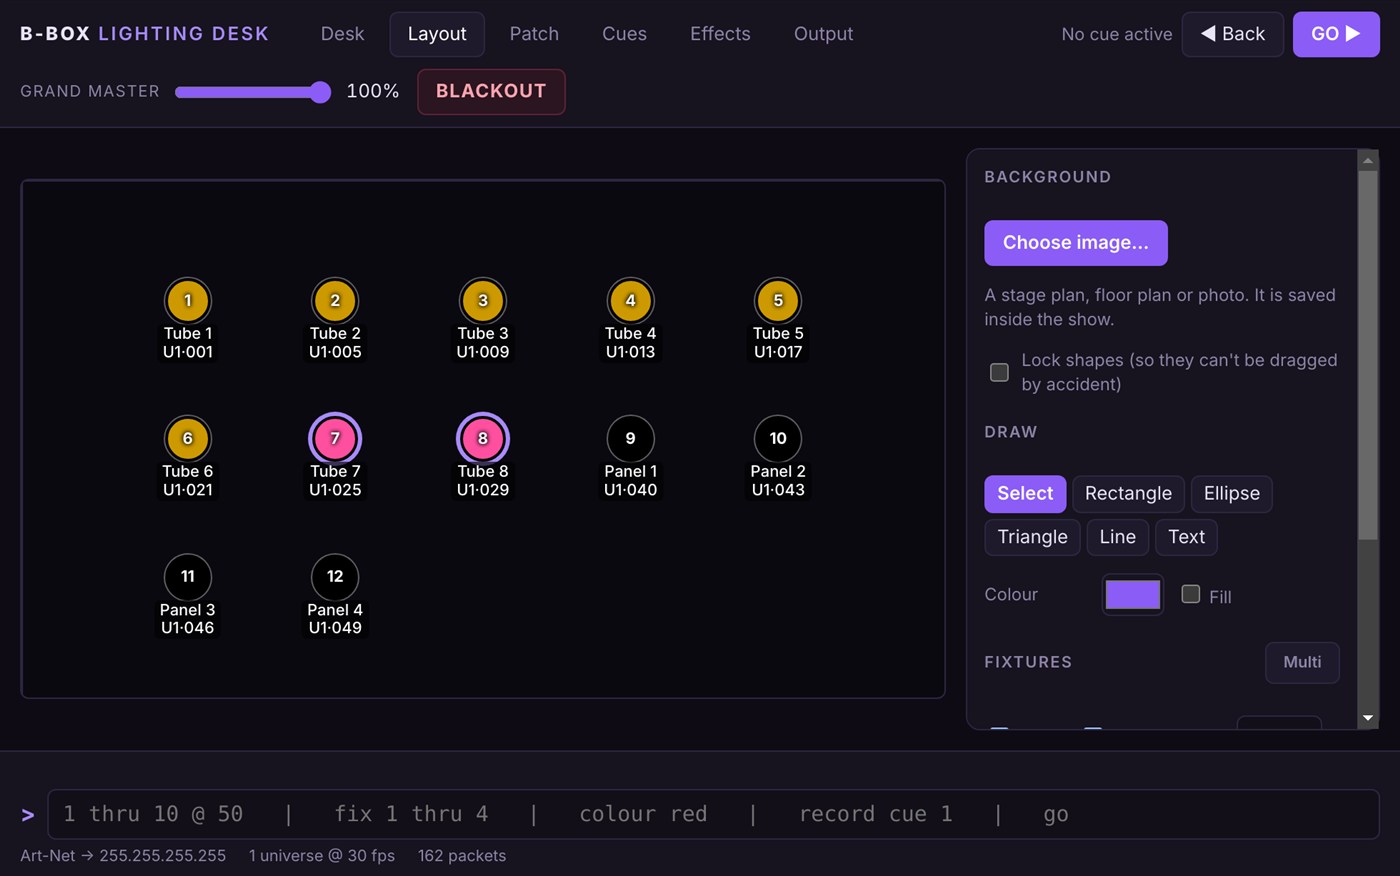 B-BOX LIGHTING DESK
Desk
Layout
Patch
Cues
Effects
Output
No cue active
◀ Back
GO ▶
GRAND MASTER
100%
BLACKOUT
1
2
3
4
5
Tube 1
Tube 2
Tube 3
Tube 4
Tube 5
U1·001
U1·005
U1·009
U1·013
U1·017
6
7
8
9
10
Tube 6
Tube 7
Tube 8
Panel 1
Panel 2
U1·021
U1·025
U1·029
U1·040
U1·043
11
12
Panel 3
Panel 4
U1·046
U1·049
BACKGROUND
Choose image...
A stage plan, floor plan or photo. It is saved
inside the show.
Lock shapes (so they can't be dragged
by accident)
DRAW
Select
Rectangle
Ellipse
Triangle
Line
Text
Colour
Fill
FIXTURES
Multi
> 1 thru 10 @ 50 | fix 1 thru 4 | colour red | record cue 1 | go
Art-Net → 255.255.255.255
1 universe @ 30 fps
162 packets